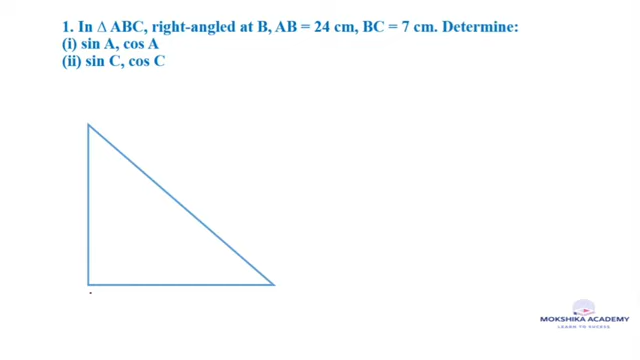 1. In ∆ ABC, right-angled at B, AB = 24 cm, BC = 7 cm. Determine:
(i) sin A, cos A
(ii) sin C, cos C
MOKSHIKA ACADEMY
LEARN TO SUCCESS